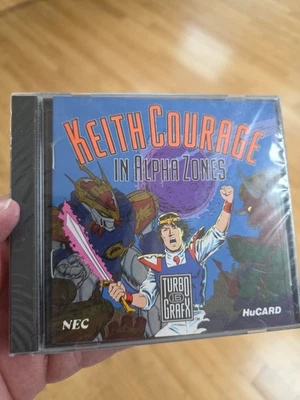 KEITH COURAGE
IN ALPHA ZONES
TURBO
GRAFX
NEC
HuCARD